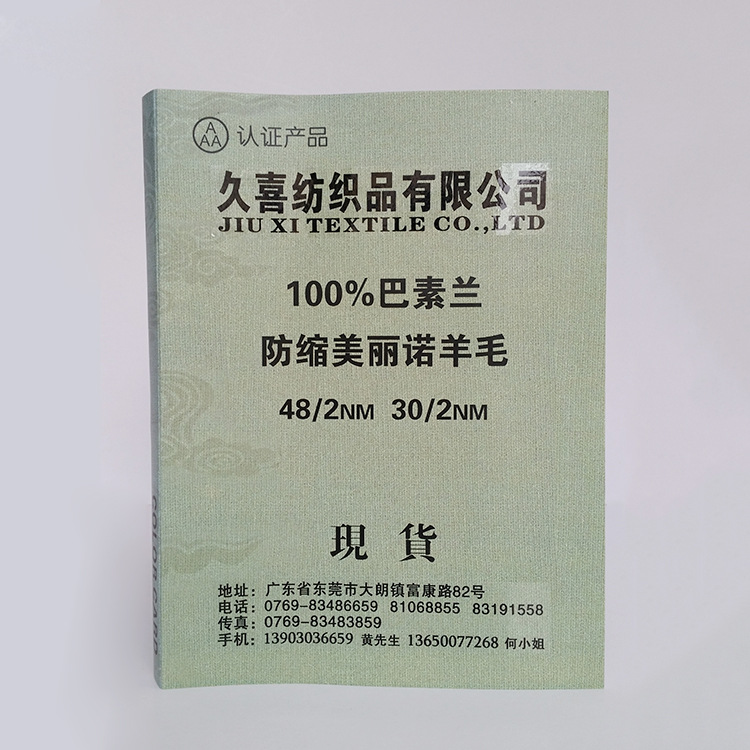 A
AA 认证产品
久喜纺织品有限公司
JIU XI TEXTILE CO.,LTD
100%巴素兰
防缩美丽诺羊毛
48/2NM 30/2NM
現貨
地址：广东省东莞市大朗镇富康路82号
电话：0769-83486659 81068855 83191558
传真：0769-83483859
手机：13903036659 黄先生 13650077268 何小姐
COLOR CARD